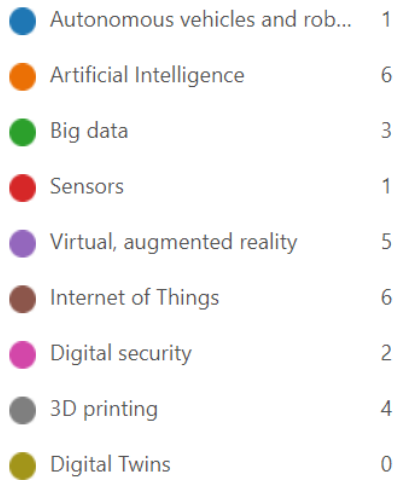 Autonomous vehicles and rob... 1
Artificial Intelligence 6
Big data 3
Sensors 1
Virtual, augmented reality 5
Internet of Things 6
Digital security 2
3D printing 4
Digital Twins 0